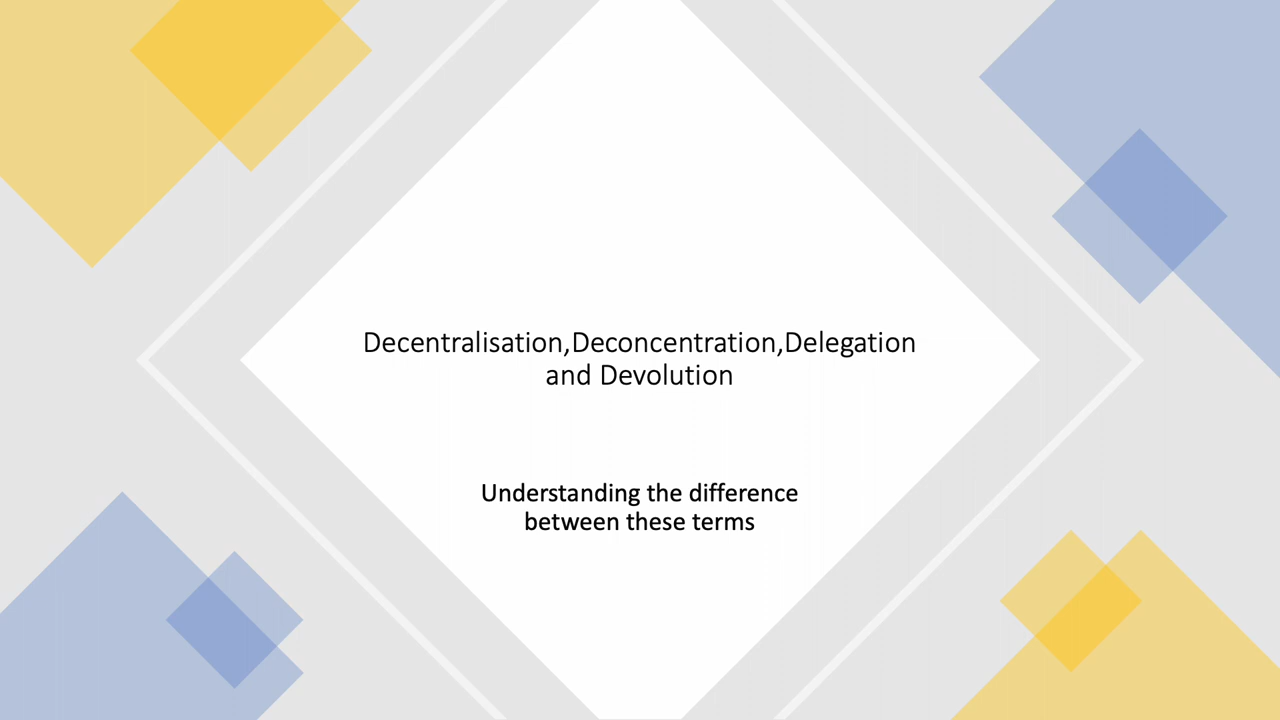 Decentralisation,Deconcentration,Delegation
and Devolution
Understanding the difference
between these terms